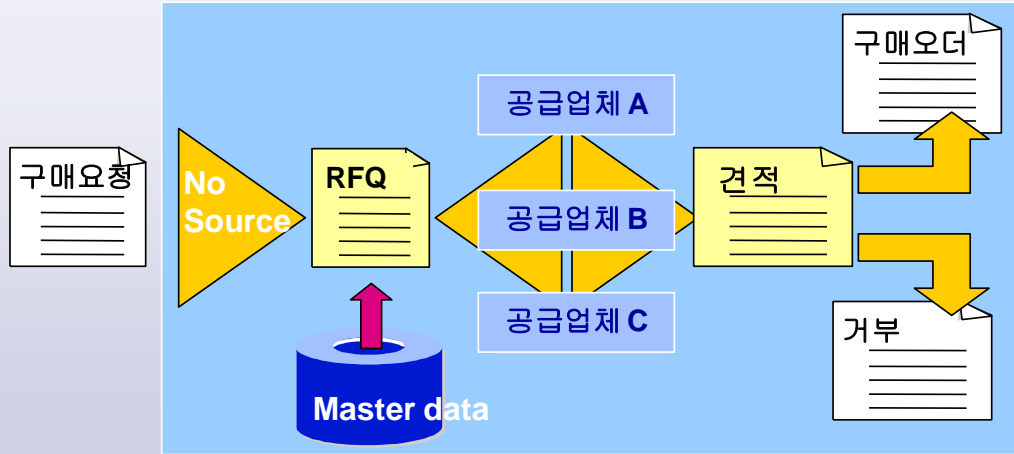 구매요청
No
Source
RFQ
Master data
공급업체 A
공급업체 B
공급업체 C
견적
구매오더
거부